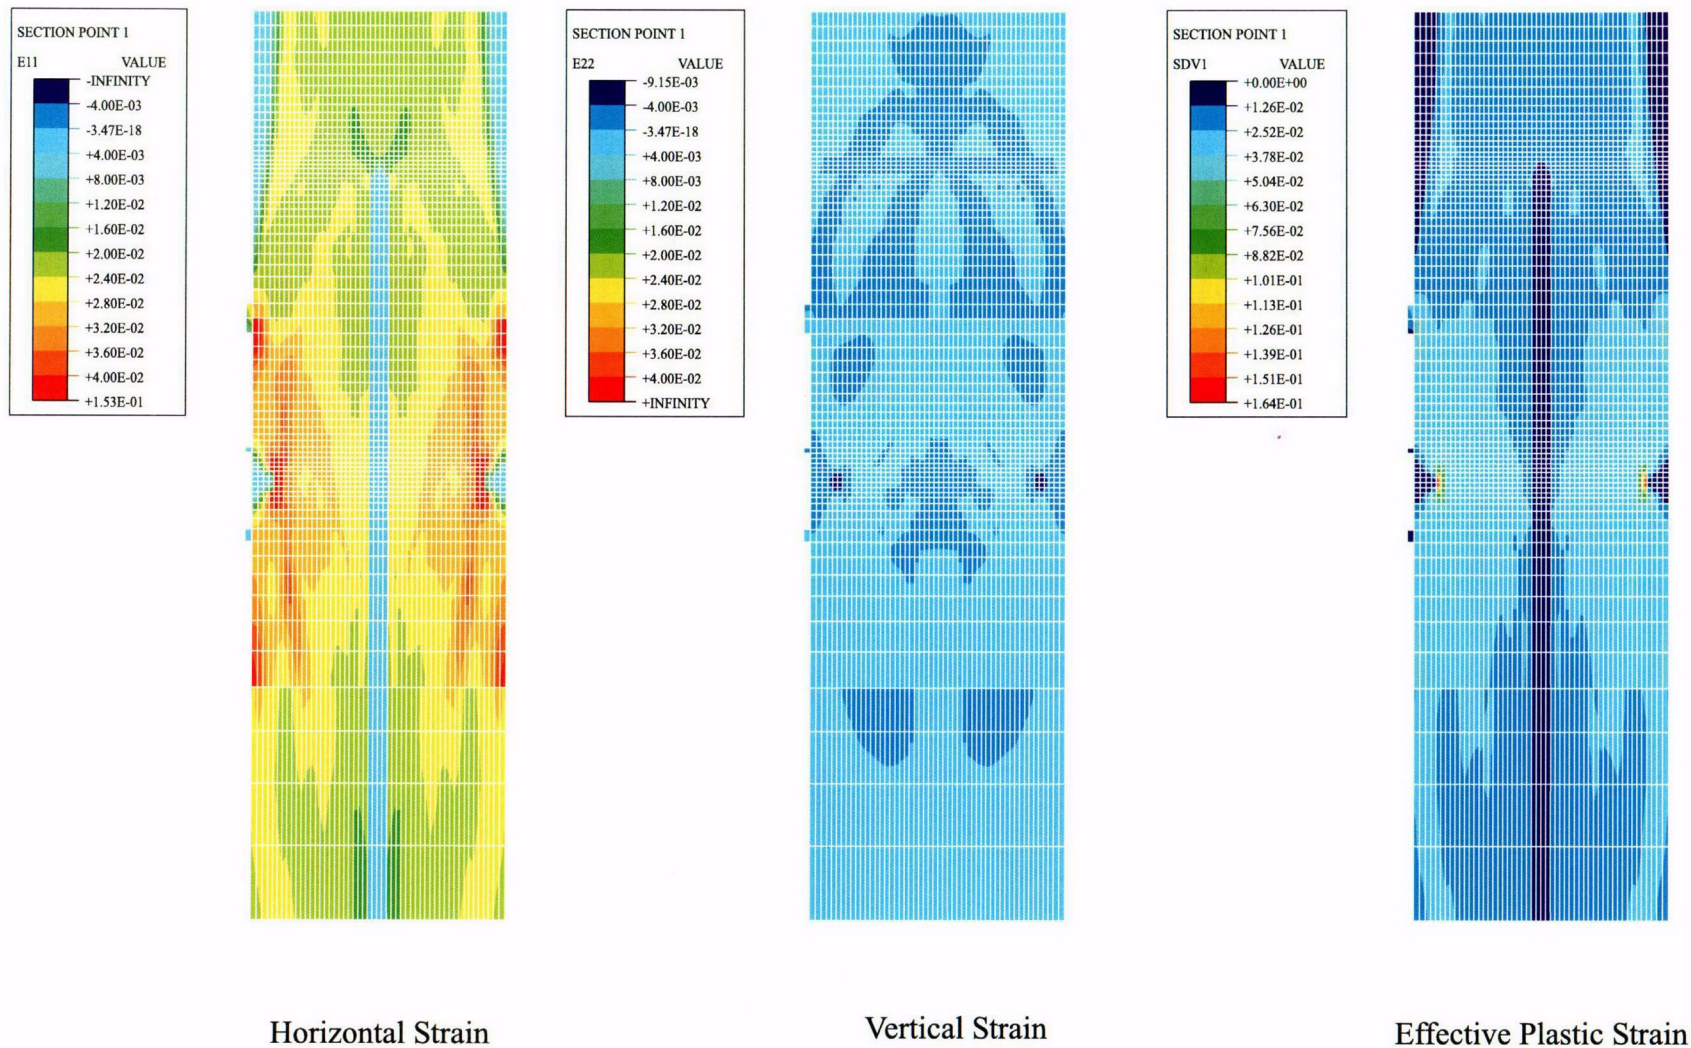 SECTION POINT 1
E11 VALUE
-INFINITY
-4.00E-03
-3.47E-18
+4.00E-03
+8.00E-03
+1.20E-02
+1.60E-02
+2.00E-02
+2.40E-02
+2.80E-02
+3.20E-02
+3.60E-02
+4.00E-02
+1.53E-01
SECTION POINT 1
E22 VALUE
-9.15E-03
-4.00E-03
-3.47E-18
+4.00E-03
+8.00E-03
+1.20E-02
+1.60E-02
+2.00E-02
+2.40E-02
+2.80E-02
+3.20E-02
+3.60E-02
+4.00E-02
+INFINITY
SECTION POINT 1
SDV1 VALUE
+0.00E+00
+1.26E-02
+2.52E-02
+3.78E-02
+5.04E-02
+6.30E-02
+7.56E-02
+8.82E-02
+1.01E-01
+1.13E-01
+1.26E-01
+1.39E-01
+1.51E-01
+1.64E-01
Horizontal Strain
Vertical Strain
Effective Plastic Strain